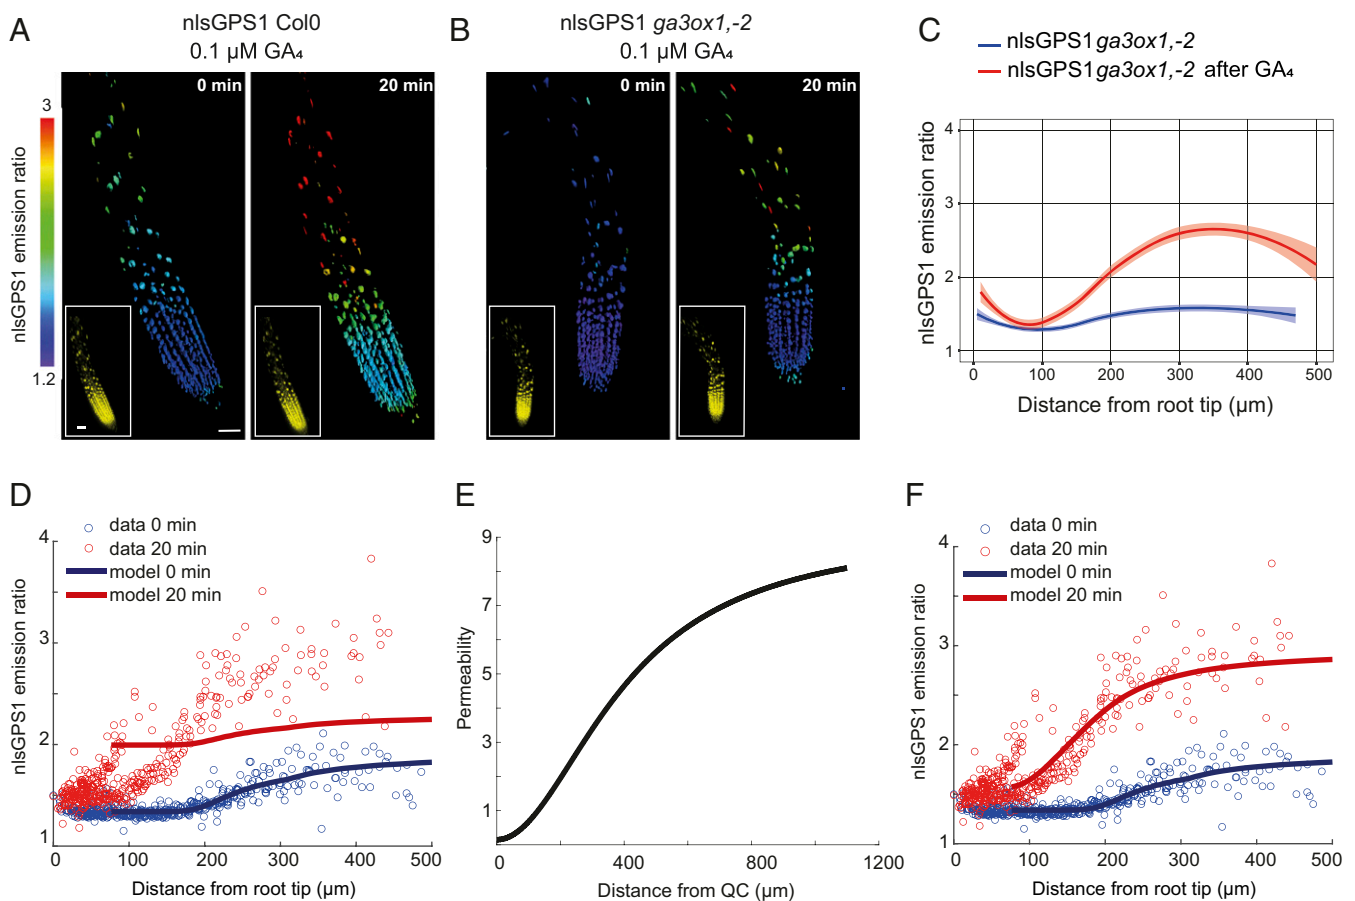 A
nlsGPS1 Col0
0.1 µM GA₄
0 min
20 min
3
nlsGPS1 emission ratio
1.2
B
nlsGPS1 ga3ox1,-2
0.1 µM GA₄
0 min
20 min
C
nlsGPS1 ga3ox1,-2
nlsGPS1 ga3ox1,-2 after GA₄
nlsGPS1 emission ratio
4
3
2
1
0 100 200 300 400 500
Distance from root tip (µm)
D
data 0 min
data 20 min
model 0 min
model 20 min
nlsGPS1 emission ratio
4
3
2
1
0 100 200 300 400 500
Distance from root tip (µm)
E
Permeability
9
7
5
3
1
0 400 800 1200
Distance from QC (µm)
F
data 0 min
data 20 min
model 0 min
model 20 min
nlsGPS1 emission ratio
4
3
2
1
0 100 200 300 400 500
Distance from root tip (µm)